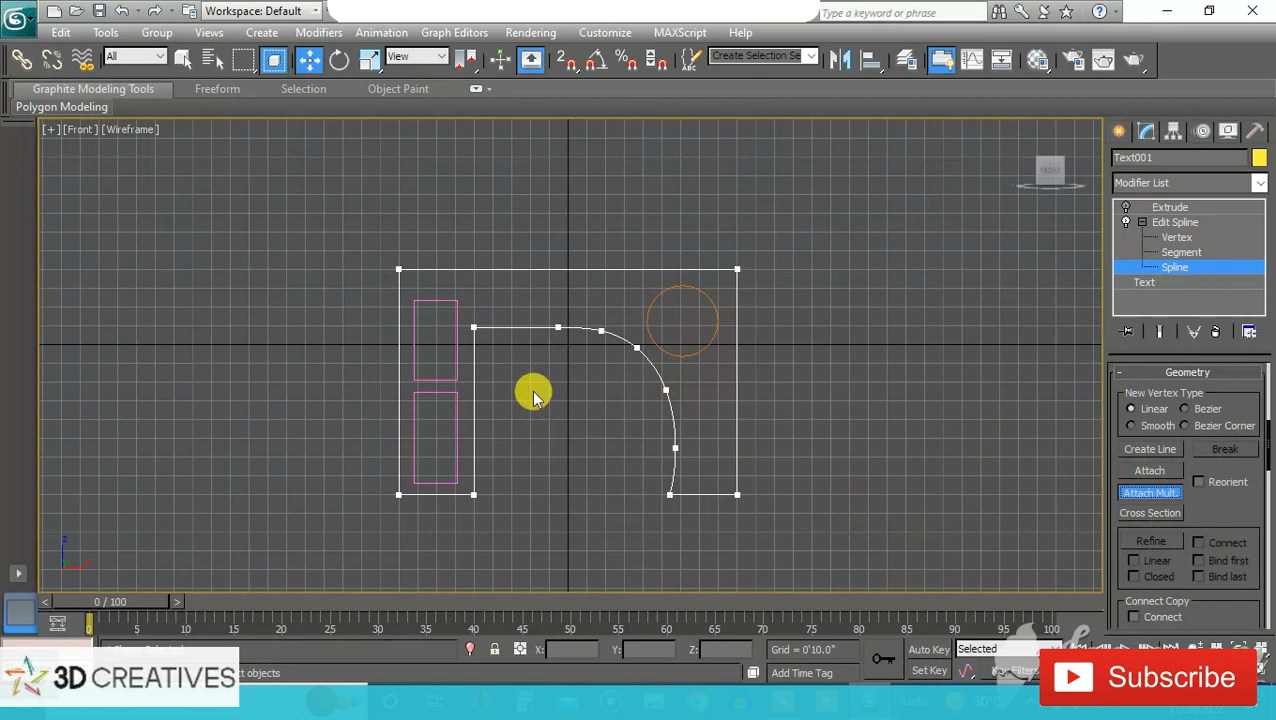 Workspace: Default
Type a keyword or phrase
Edit Tools Group Views Create Modifiers Animation Graph Editors Rendering Customize MAXScript Help
All
View
Create Selection Se
Graphite Modeling Tools Freeform Selection Object Paint
Polygon Modeling
[+] [Front] [Wireframe]
FRONT
Text001
Modifier List
Extrude
Edit Spline
Vertex
Segment
Spline
Text
- Geometry
New Vertex Type
Linear Bezier
Smooth Bezier Corner
Create Line Break
Attach Reorient
Attach Mult.
Cross Section
Refine Connect
Linear Bind first
Closed Bind last
Connect Copy
Connect
z
< 0 / 100 >
0 5 10 15 20 25 30 35 40 45 50 55 60 65 70 75 80 85 90 95 100
X: Y: Z: Grid = 0'10.0" Auto Key Selected
Add Time Tag Set Key Key Filters
3D CREATIVES
Subscribe
Links 30°